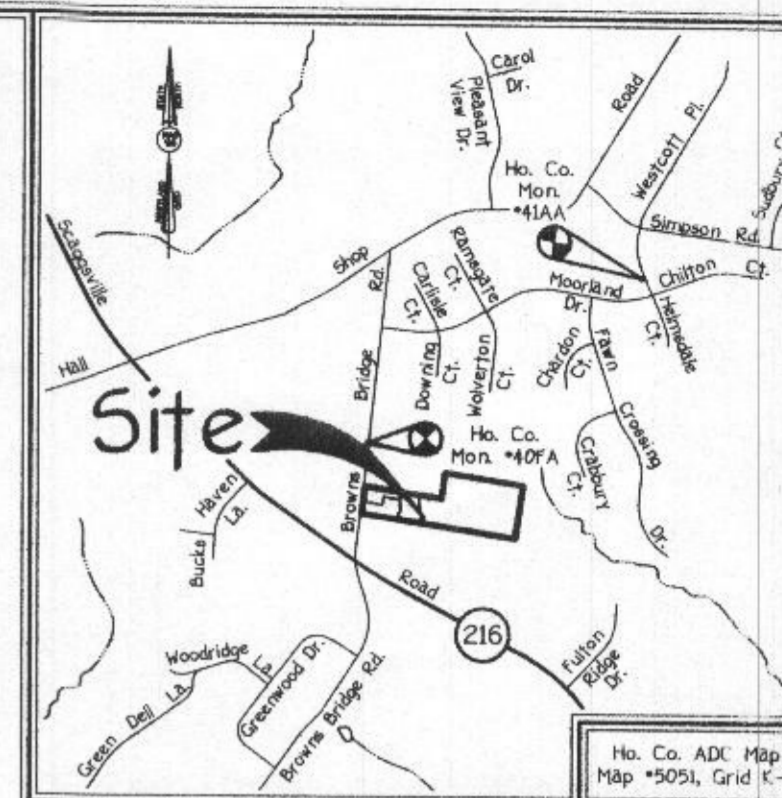 Carol
Dr.
Pleasant
View Dr.
Road
Westcott Pl.
Ho. Co.
Mon.
*41AA
Simpson Rd.
Scaggsville
Shop
Rd.
Ramsgate
Ct.
Carlisle
Ct.
Moorland
Dr.
Chilton
Ct.
Helmsdale
Ct.
Hall
Bridge
Downing
Ct.
Wolverton
Ct.
Chardon
Ct.
Fawn
Crossing
Dr.
Site
Ho. Co.
Mon. *40FA
Crabbury
Ct.
Browns
Haven
La.
Bucks
Road
216
Woodridge
La.
Greenwood Dr.
Green Dell La.
Browns Bridge Rd.
Fulton
Ridge
Dr.
Ho. Co. ADC Map
Map *5051, Grid K-